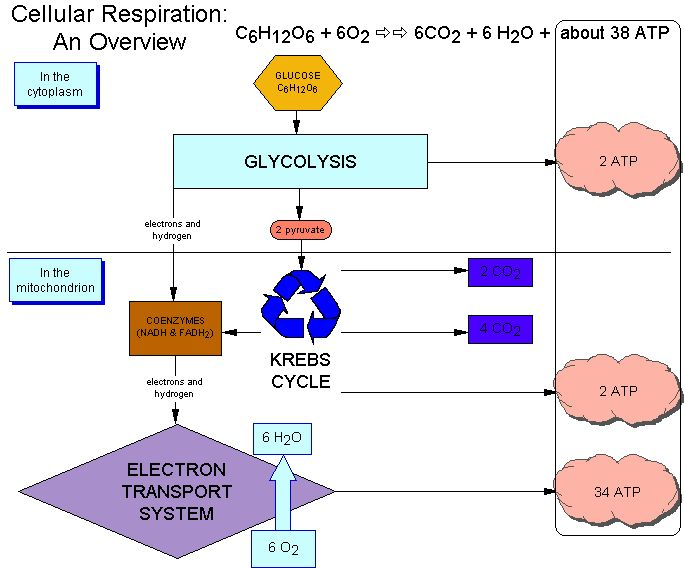 Cellular Respiration:
An Overview
C6H12O6 + 6O2 ⇨⇨ 6CO2 + 6 H2O + about 38 ATP
In the
cytoplasm
GLUCOSE
C6H12O6
GLYCOLYSIS
2 ATP
electrons and
hydrogen
2 pyruvate
In the
mitochondrion
2 CO2
COENZYMES
(NADH & FADH2)
4 CO2
KREBS
CYCLE
electrons and
hydrogen
2 ATP
6 H2O
ELECTRON
TRANSPORT
SYSTEM
34 ATP
6 O2